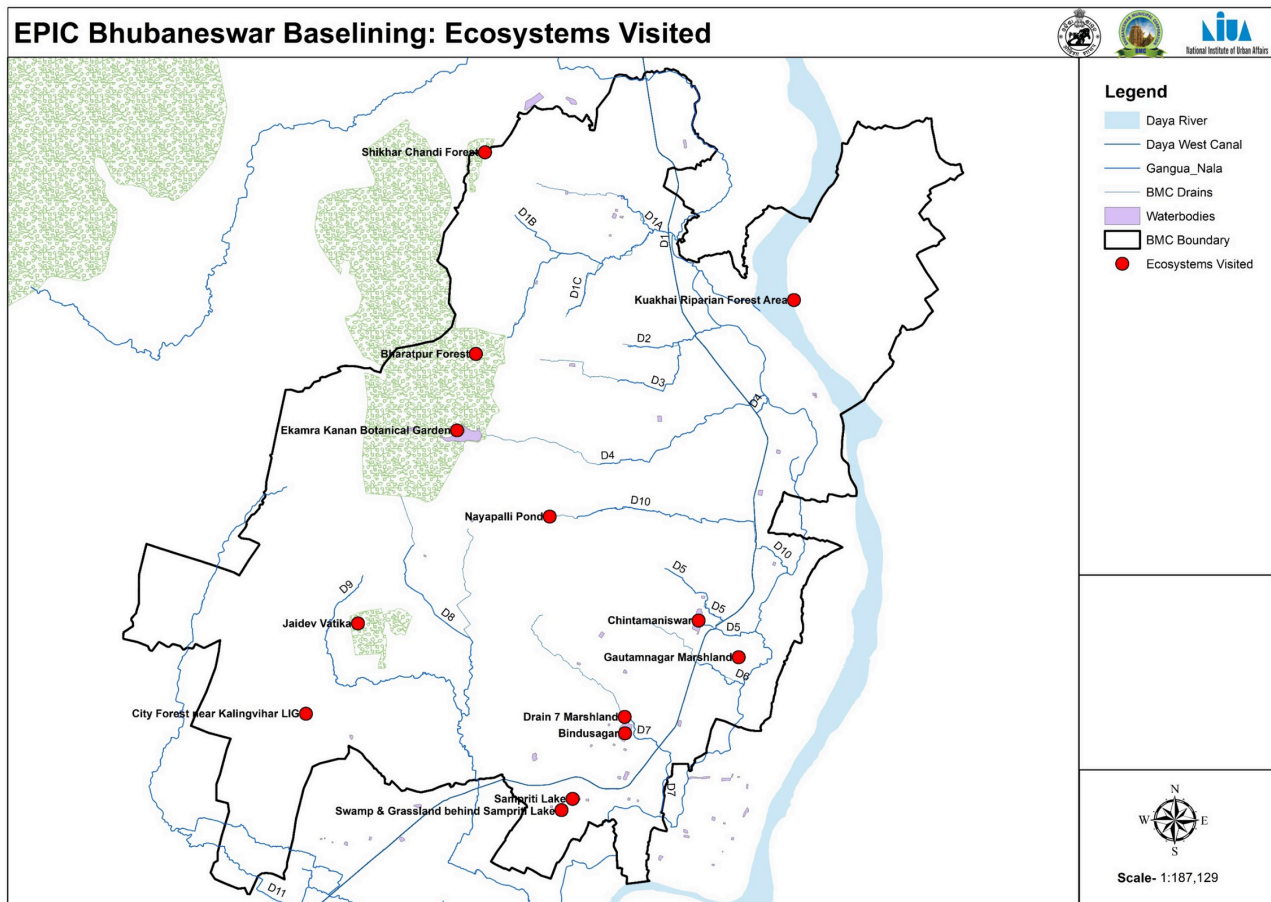 EPIC Bhubaneswar Baselining: Ecosystems Visited
BMC
NIUA
National Institute of Urban Affairs
Legend
Daya River
Daya West Canal
Gangua_Nala
BMC Drains
Waterbodies
BMC Boundary
Ecosystems Visited
Shikhar Chandi Forest
D1B
D1A
D1
D1C
Kuakhai Riparian Forest Area
D2
Bharatpur Forest
D3
D4
Ekamra Kanan Botanical Garden
D4
D10
Nayapalli Pond
D10
D5
D9
D5
D8
Chintamaniswar
D5
Jaidev Vatika
Gautamnagar Marshland
D6
City Forest near Kalingvihar LIG
Drain 7 Marshland
D7
Bindusagar
D7
Sampriti Lake
Swamp & Grassland behind Sampriti Lake
D11
N
W
E
S
Scale- 1:187,129